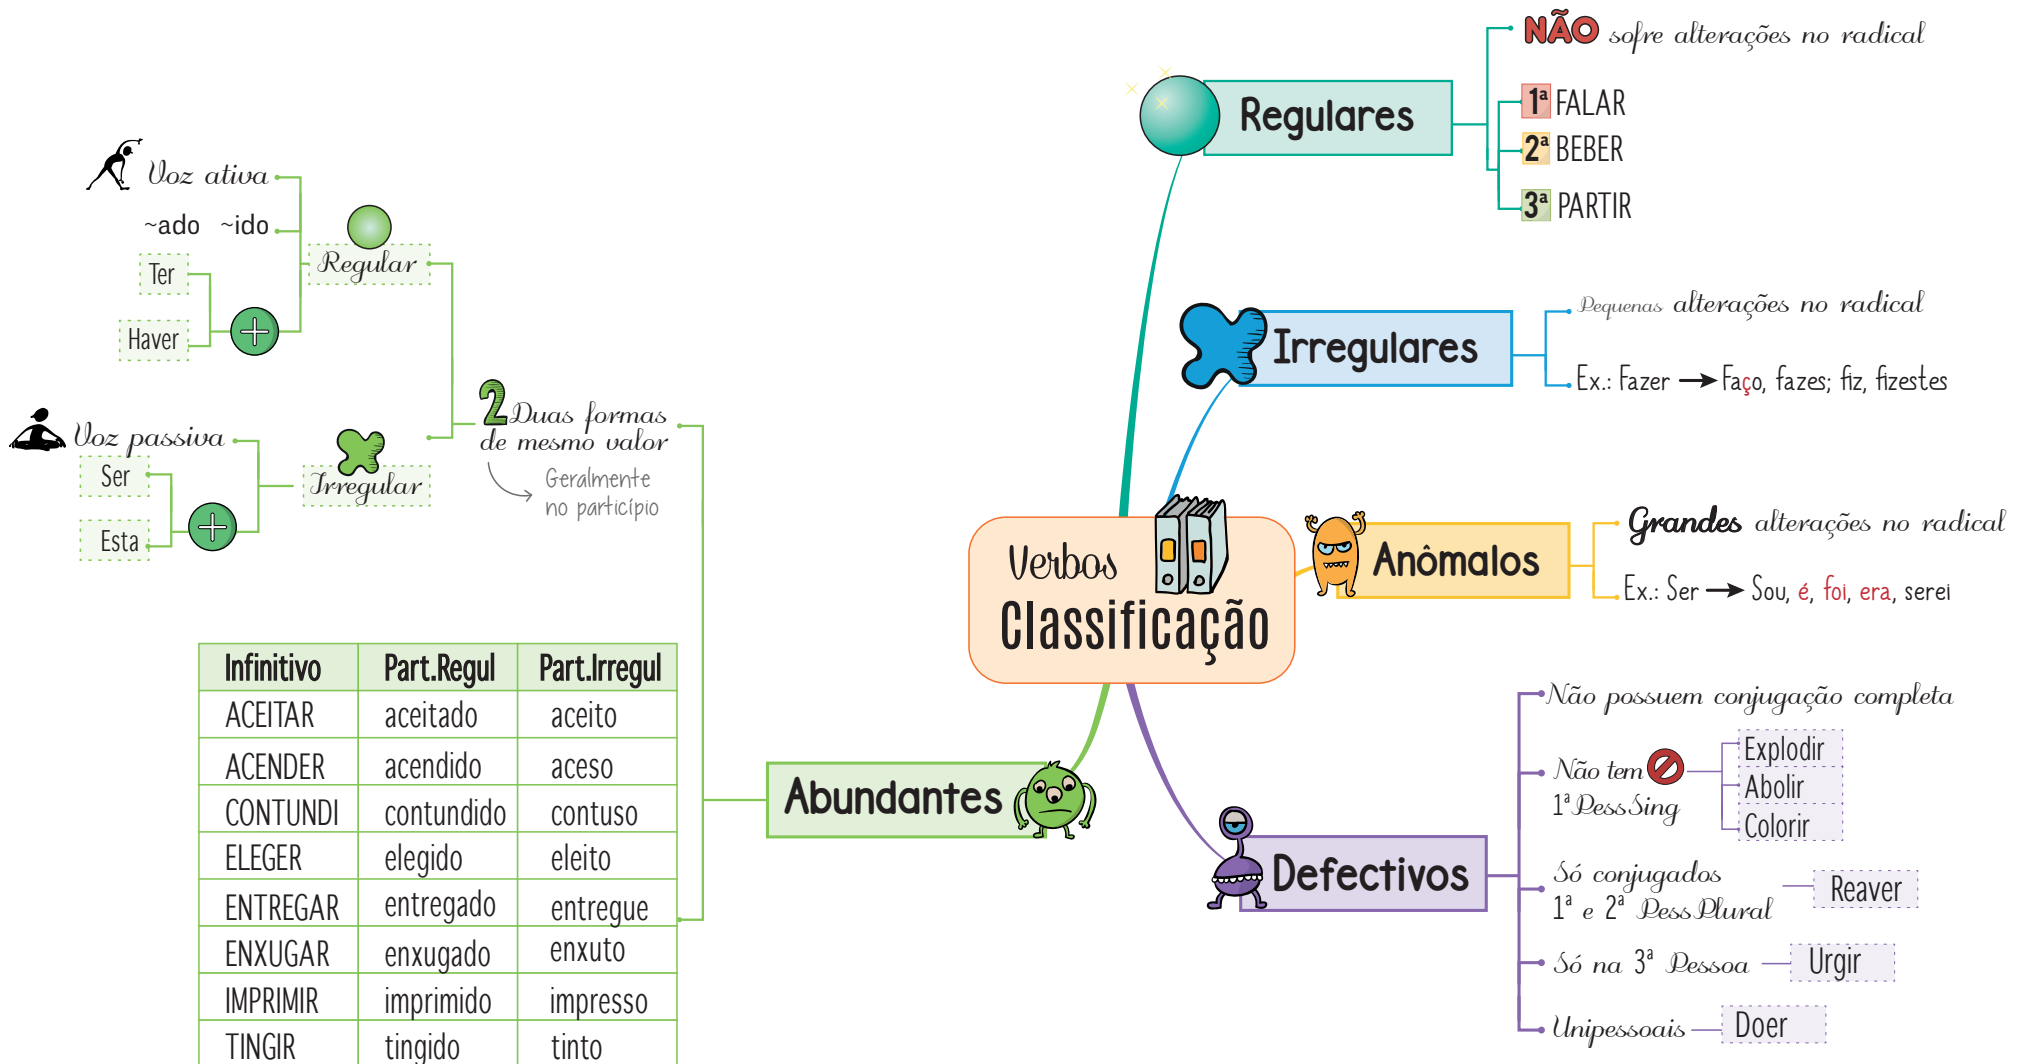 Verbos
Classificação
Regulares
NÃO sofre alterações no radical
1ª FALAR
2ª BEBER
3ª PARTIR
Irregulares
Pequenas alterações no radical
Ex.: Fazer → Faço, fazes; fiz, fizestes
Anômalos
Grandes alterações no radical
Ex.: Ser → Sou, é, foi, era, serei
Defectivos
Não possuem conjugação completa
Não tem
1ª Pess Sing
Explodir
Abolir
Colorir
Só conjugados
1ª e 2ª Pess Plural
Reaver
Só na 3ª Pessoa
Urgir
Unipessoais
Doer
Abundantes
2 Duas formas
de mesmo valor
Geralmente
no particípio
Regular
Voz ativa
~ado ~ido
Ter
Haver
Irregular
Voz passiva
Ser
Esta
Infinitivo Part.Regul Part.Irregul
ACEITAR aceitado aceito
ACENDER acendido aceso
CONTUNDI contundido contuso
ELEGER elegido eleito
ENTREGAR entregado entregue
ENXUGAR enxugado enxuto
IMPRIMIR imprimido impresso
TINGIR tingido tinto